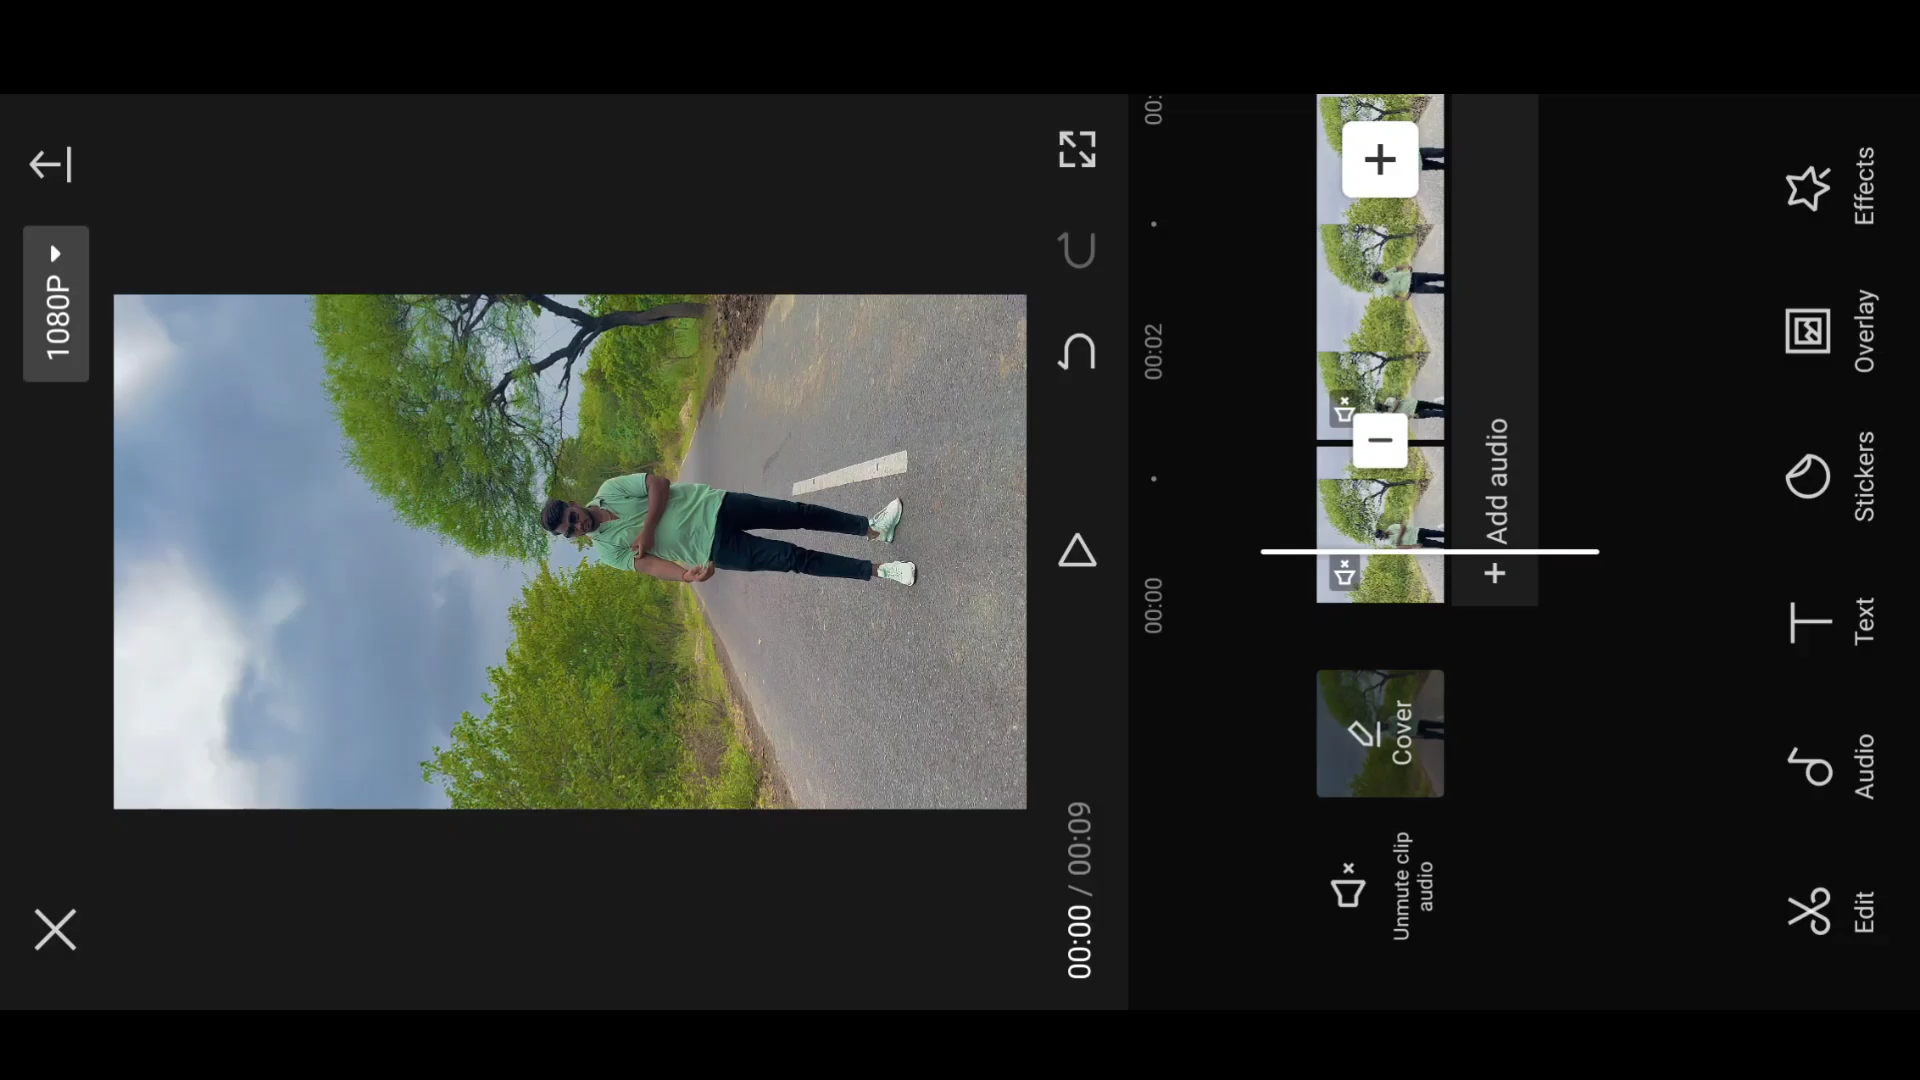 1080P
00:00 / 00:09
00:00
00:02
00:
Unmute clip
audio
Cover
+ Add audio
Edit
Audio
Text
Stickers
Overlay
Effects